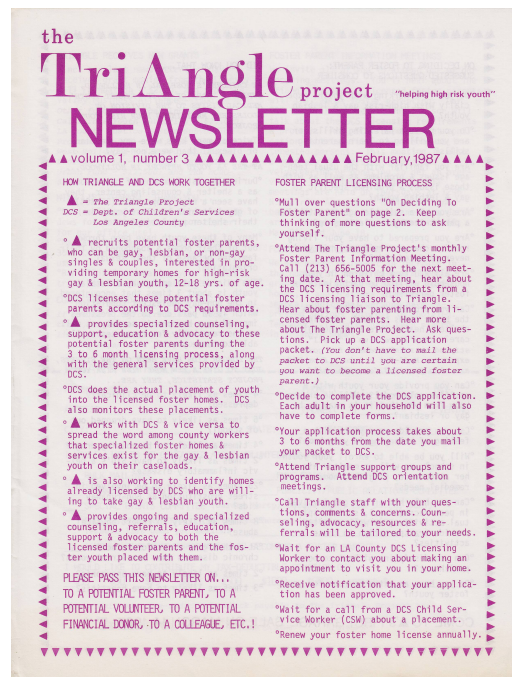 the
TriAngle project "helping high risk youth"
NEWSLETTER
volume 1, number 3 February,1987
HOW TRIANGLE AND DCS WORK TOGETHER
▲ = The Triangle Project
DCS = Dept. of Children's Services
Los Angeles County
° ▲ recruits potential foster parents,
who can be gay, lesbian, or non-gay
singles & couples, interested in pro-
viding temporary homes for high-risk
gay & lesbian youth, 12-18 yrs. of age.
°DCS licenses these potential foster
parents according to DCS requirements.
° ▲ provides specialized counseling,
support, education & advocacy to these
potential foster parents during the
3 to 6 month licensing process, along
with the general services provided by
DCS.
°DCS does the actual placement of youth
into the licensed foster homes. DCS
also monitors these placements.
° ▲ works with DCS & vice versa to
spread the word among county workers
that specialized foster homes &
services exist for the gay & lesbian
youth on their caseloads.
° ▲ is also working to identify homes
already licensed by DCS who are will-
ing to take gay & lesbian youth.
° ▲ provides ongoing and specialized
counseling, referrals, education,
support & advocacy to both the
licensed foster parents and the fos-
ter youth placed with them.
PLEASE PASS THIS NEWSLETTER ON...
TO A POTENTIAL FOSTER PARENT, TO A
POTENTIAL VOLUNTEER, TO A POTENTIAL
FINANCIAL DONOR, TO A COLLEAGUE, ETC.!
FOSTER PARENT LICENSING PROCESS
°Mull over questions "On Deciding To
Foster Parent" on page 2. Keep
thinking of more questions to ask
yourself.
°Attend The Triangle Project's monthly
Foster Parent Information Meeting.
Call (213) 656-5005 for the next meet-
ing date. At that meeting, hear about
the DCS licensing requirements from a
DCS licensing liaison to Triangle.
Hear about foster parenting from li-
censed foster parents. Hear more
about The Triangle Project. Ask ques-
tions. Pick up a DCS application
packet. (You don't have to mail the
packet to DCS until you are certain
you want to become a licensed foster
parent.)
°Decide to complete the DCS application.
Each adult in your household will also
have to complete forms.
°Your application process takes about
3 to 6 months from the date you mail
your packet to DCS.
°Attend Triangle support groups and
programs. Attend DCS orientation
meetings.
°Call Triangle staff with your ques-
tions, comments & concerns. Coun-
seling, advocacy, resources & re-
ferrals will be tailored to your needs.
°Wait for an LA County DCS Licensing
Worker to contact you about making an
appointment to visit you in your home.
°Receive notification that your applica-
tion has been approved.
°Wait for a call from a DCS Child Ser-
vice Worker (CSW) about a placement.
°Renew your foster home license annually.